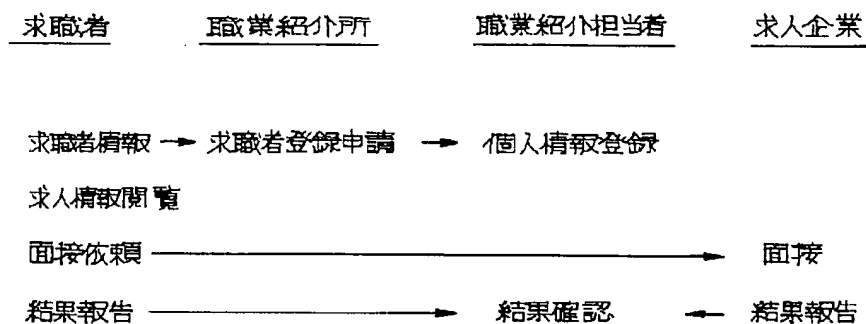 求職者 職業紹介所 職業紹介担当者 求人企業
求職者情報 → 求職者登録申請 → 個人情報登録
求人情報閲覧
面接依頼 → 面接
結果報告 → 結果確認 ← 結果報告